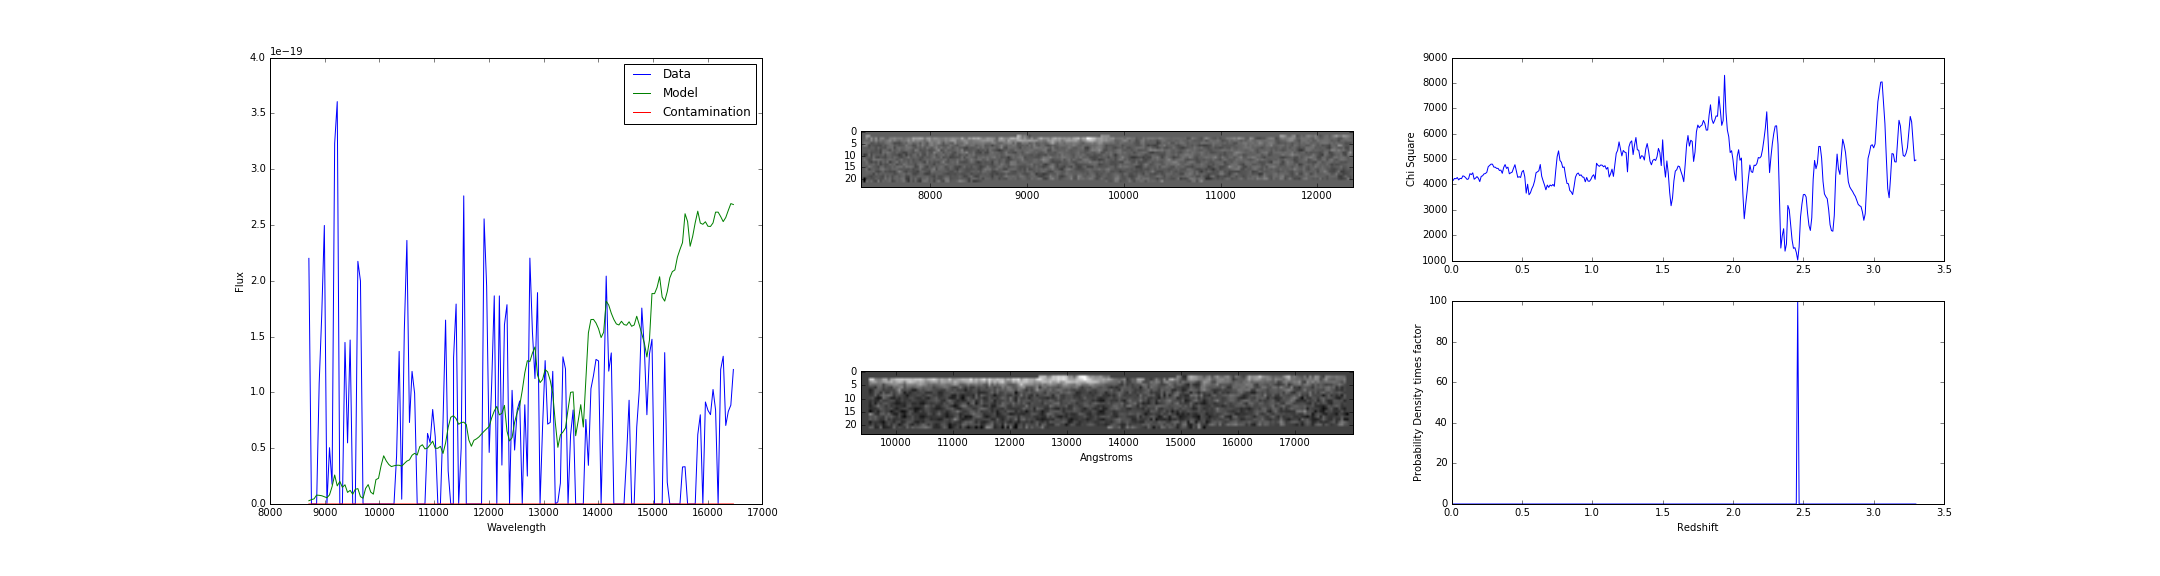 1e−19
4.0
3.5
3.0
2.5
2.0
1.5
1.0
0.5
0.0
8000 9000 10000 11000 12000 13000 14000 15000 16000 17000
Wavelength
Flux
Data
Model
Contamination
0
5
10
15
20
8000 9000 10000 11000 12000
0
5
10
15
20
10000 11000 12000 13000 14000 15000 16000 17000
Angstroms
9000
8000
7000
6000
5000
4000
3000
2000
1000
0.0 0.5 1.0 1.5 2.0 2.5 3.0 3.5
Chi Square
100
80
60
40
20
0
0.0 0.5 1.0 1.5 2.0 2.5 3.0 3.5
Redshift
Probability Density times factor